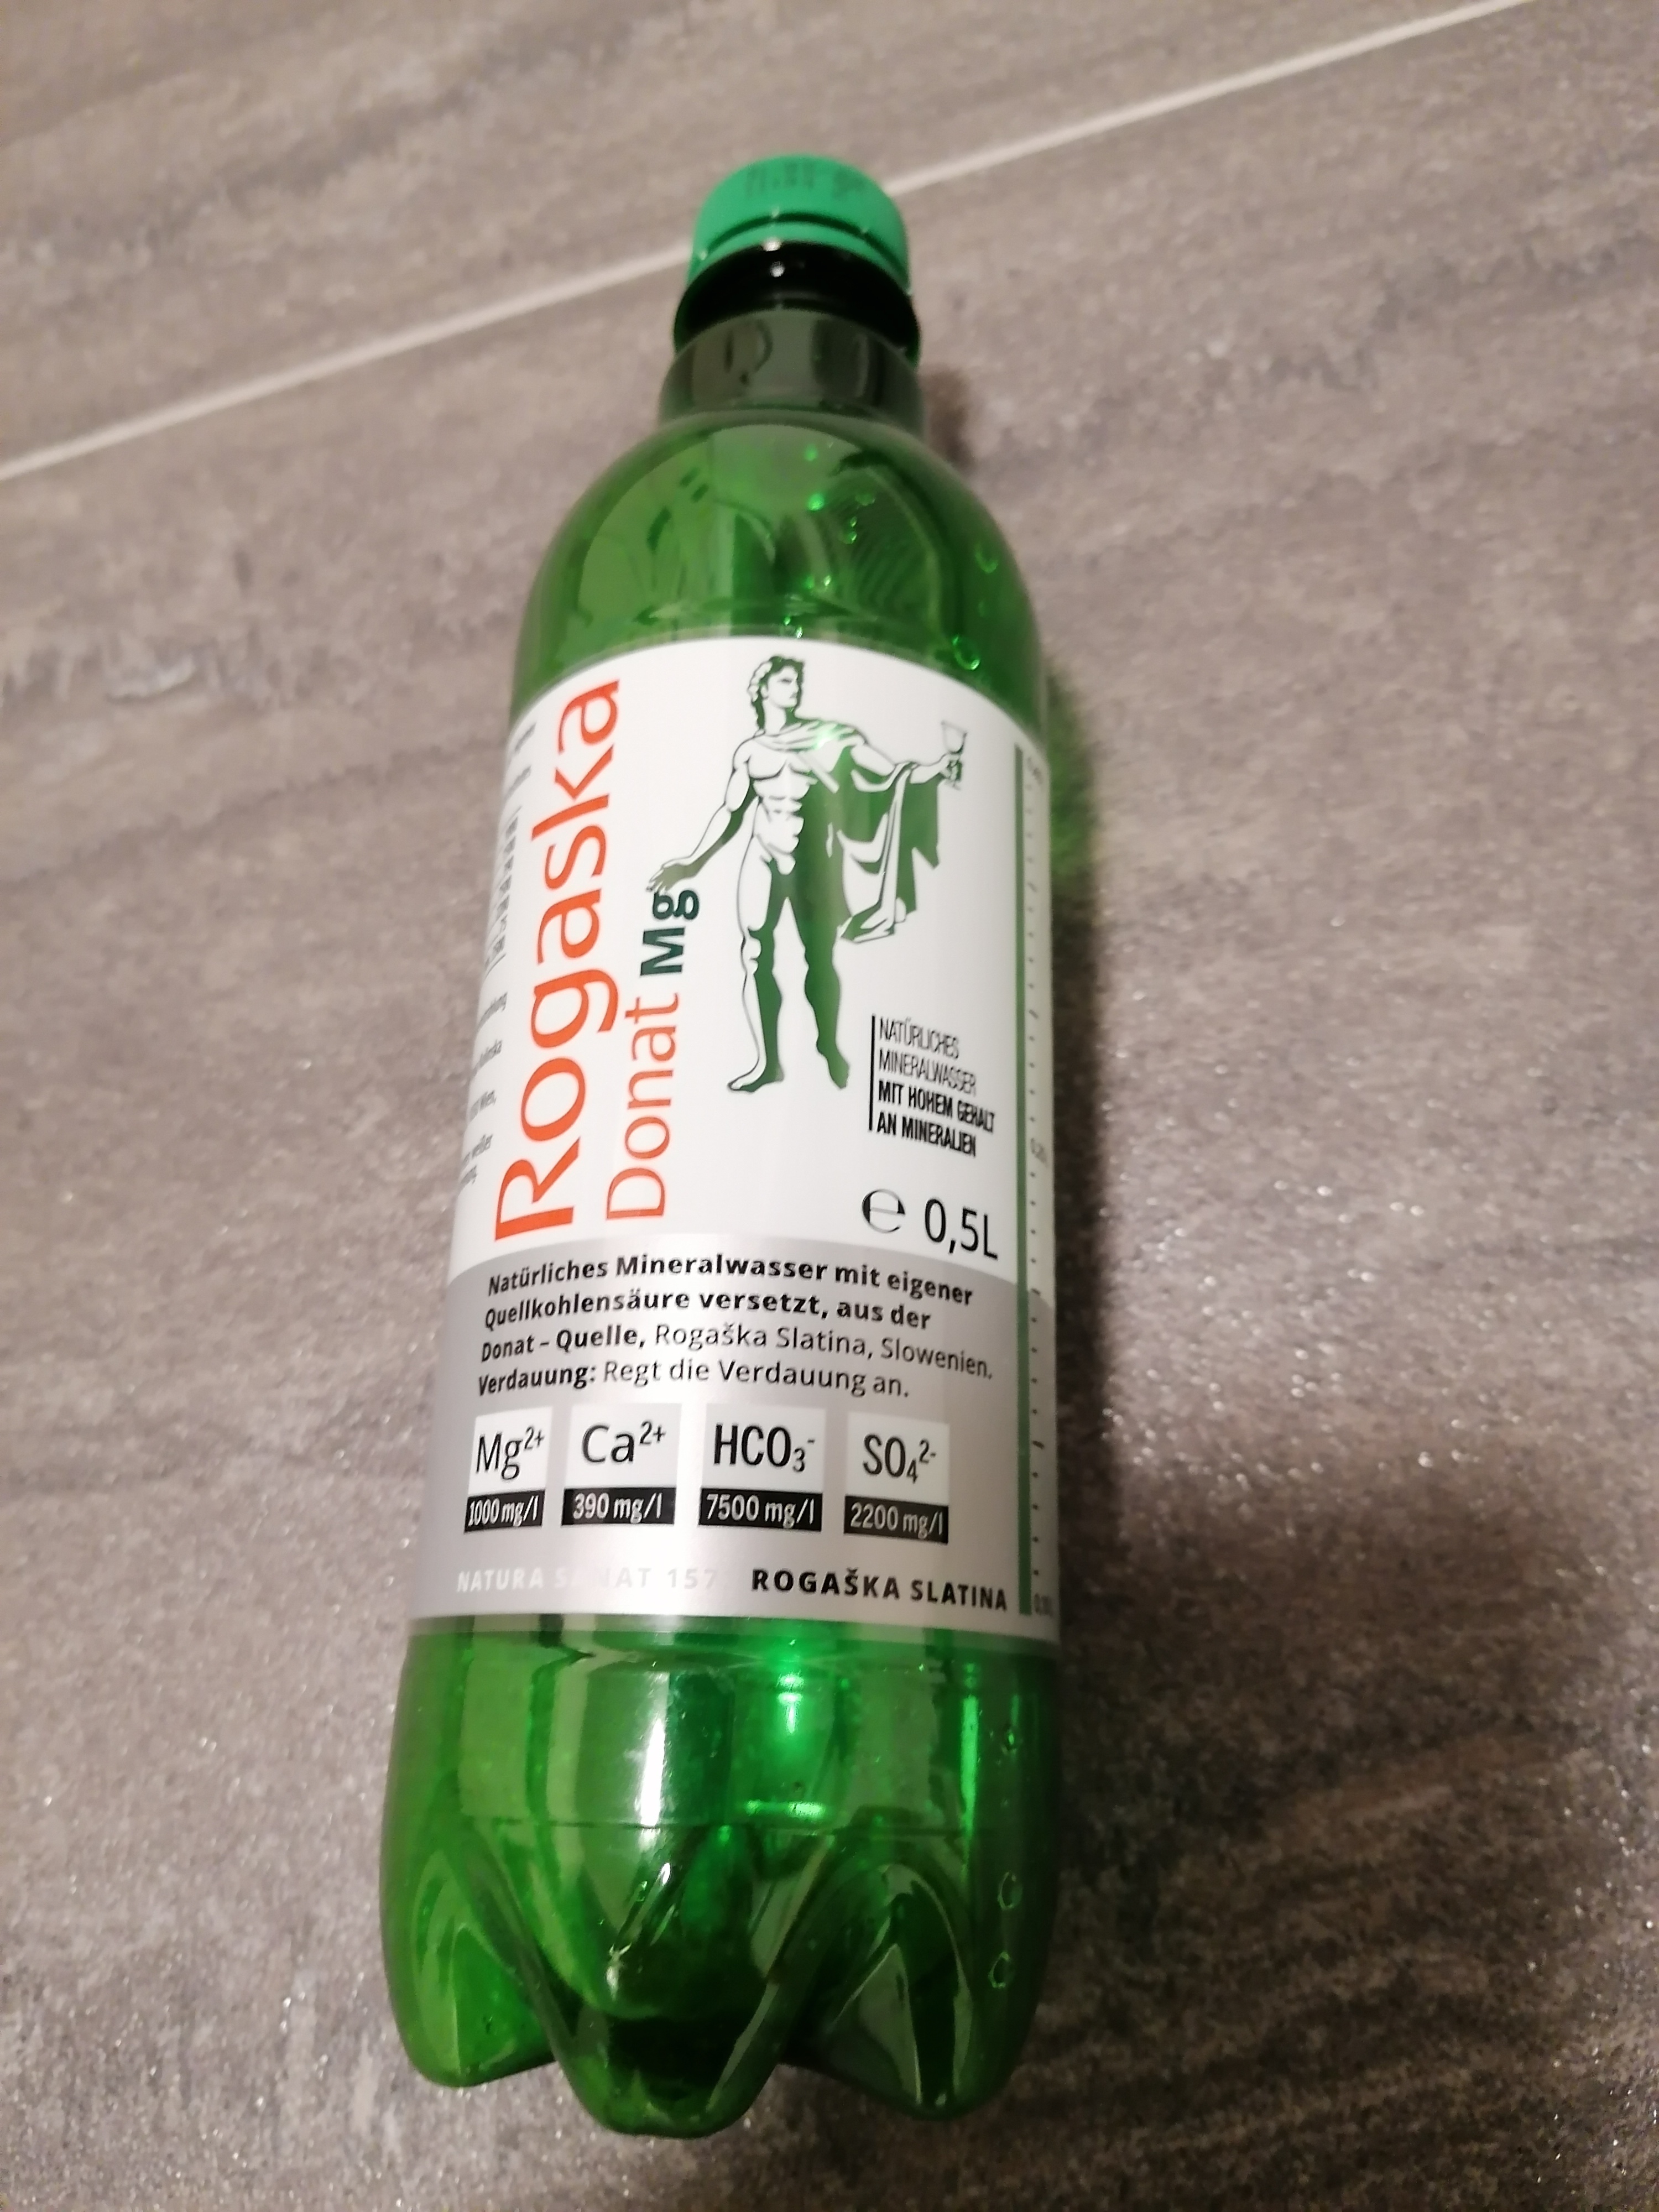 Rogaska
Donat Mg
NATÜRLICHES
MINERALWASSER
MIT HOHEM GEHALT
AN MINERALIEN
℮ 0,5L
Natürliches Mineralwasser mit eigener
Quellkohlensäure versetzt, aus der
Donat – Quelle, Rogaška Slatina, Slowenien.
Verdauung: Regt die Verdauung an.
Mg²⁺ Ca²⁺ HCO₃⁻ SO₄²⁻
1000 mg/l 390 mg/l 7500 mg/l 2200 mg/l
NATURA ROGAŠKA SLATINA